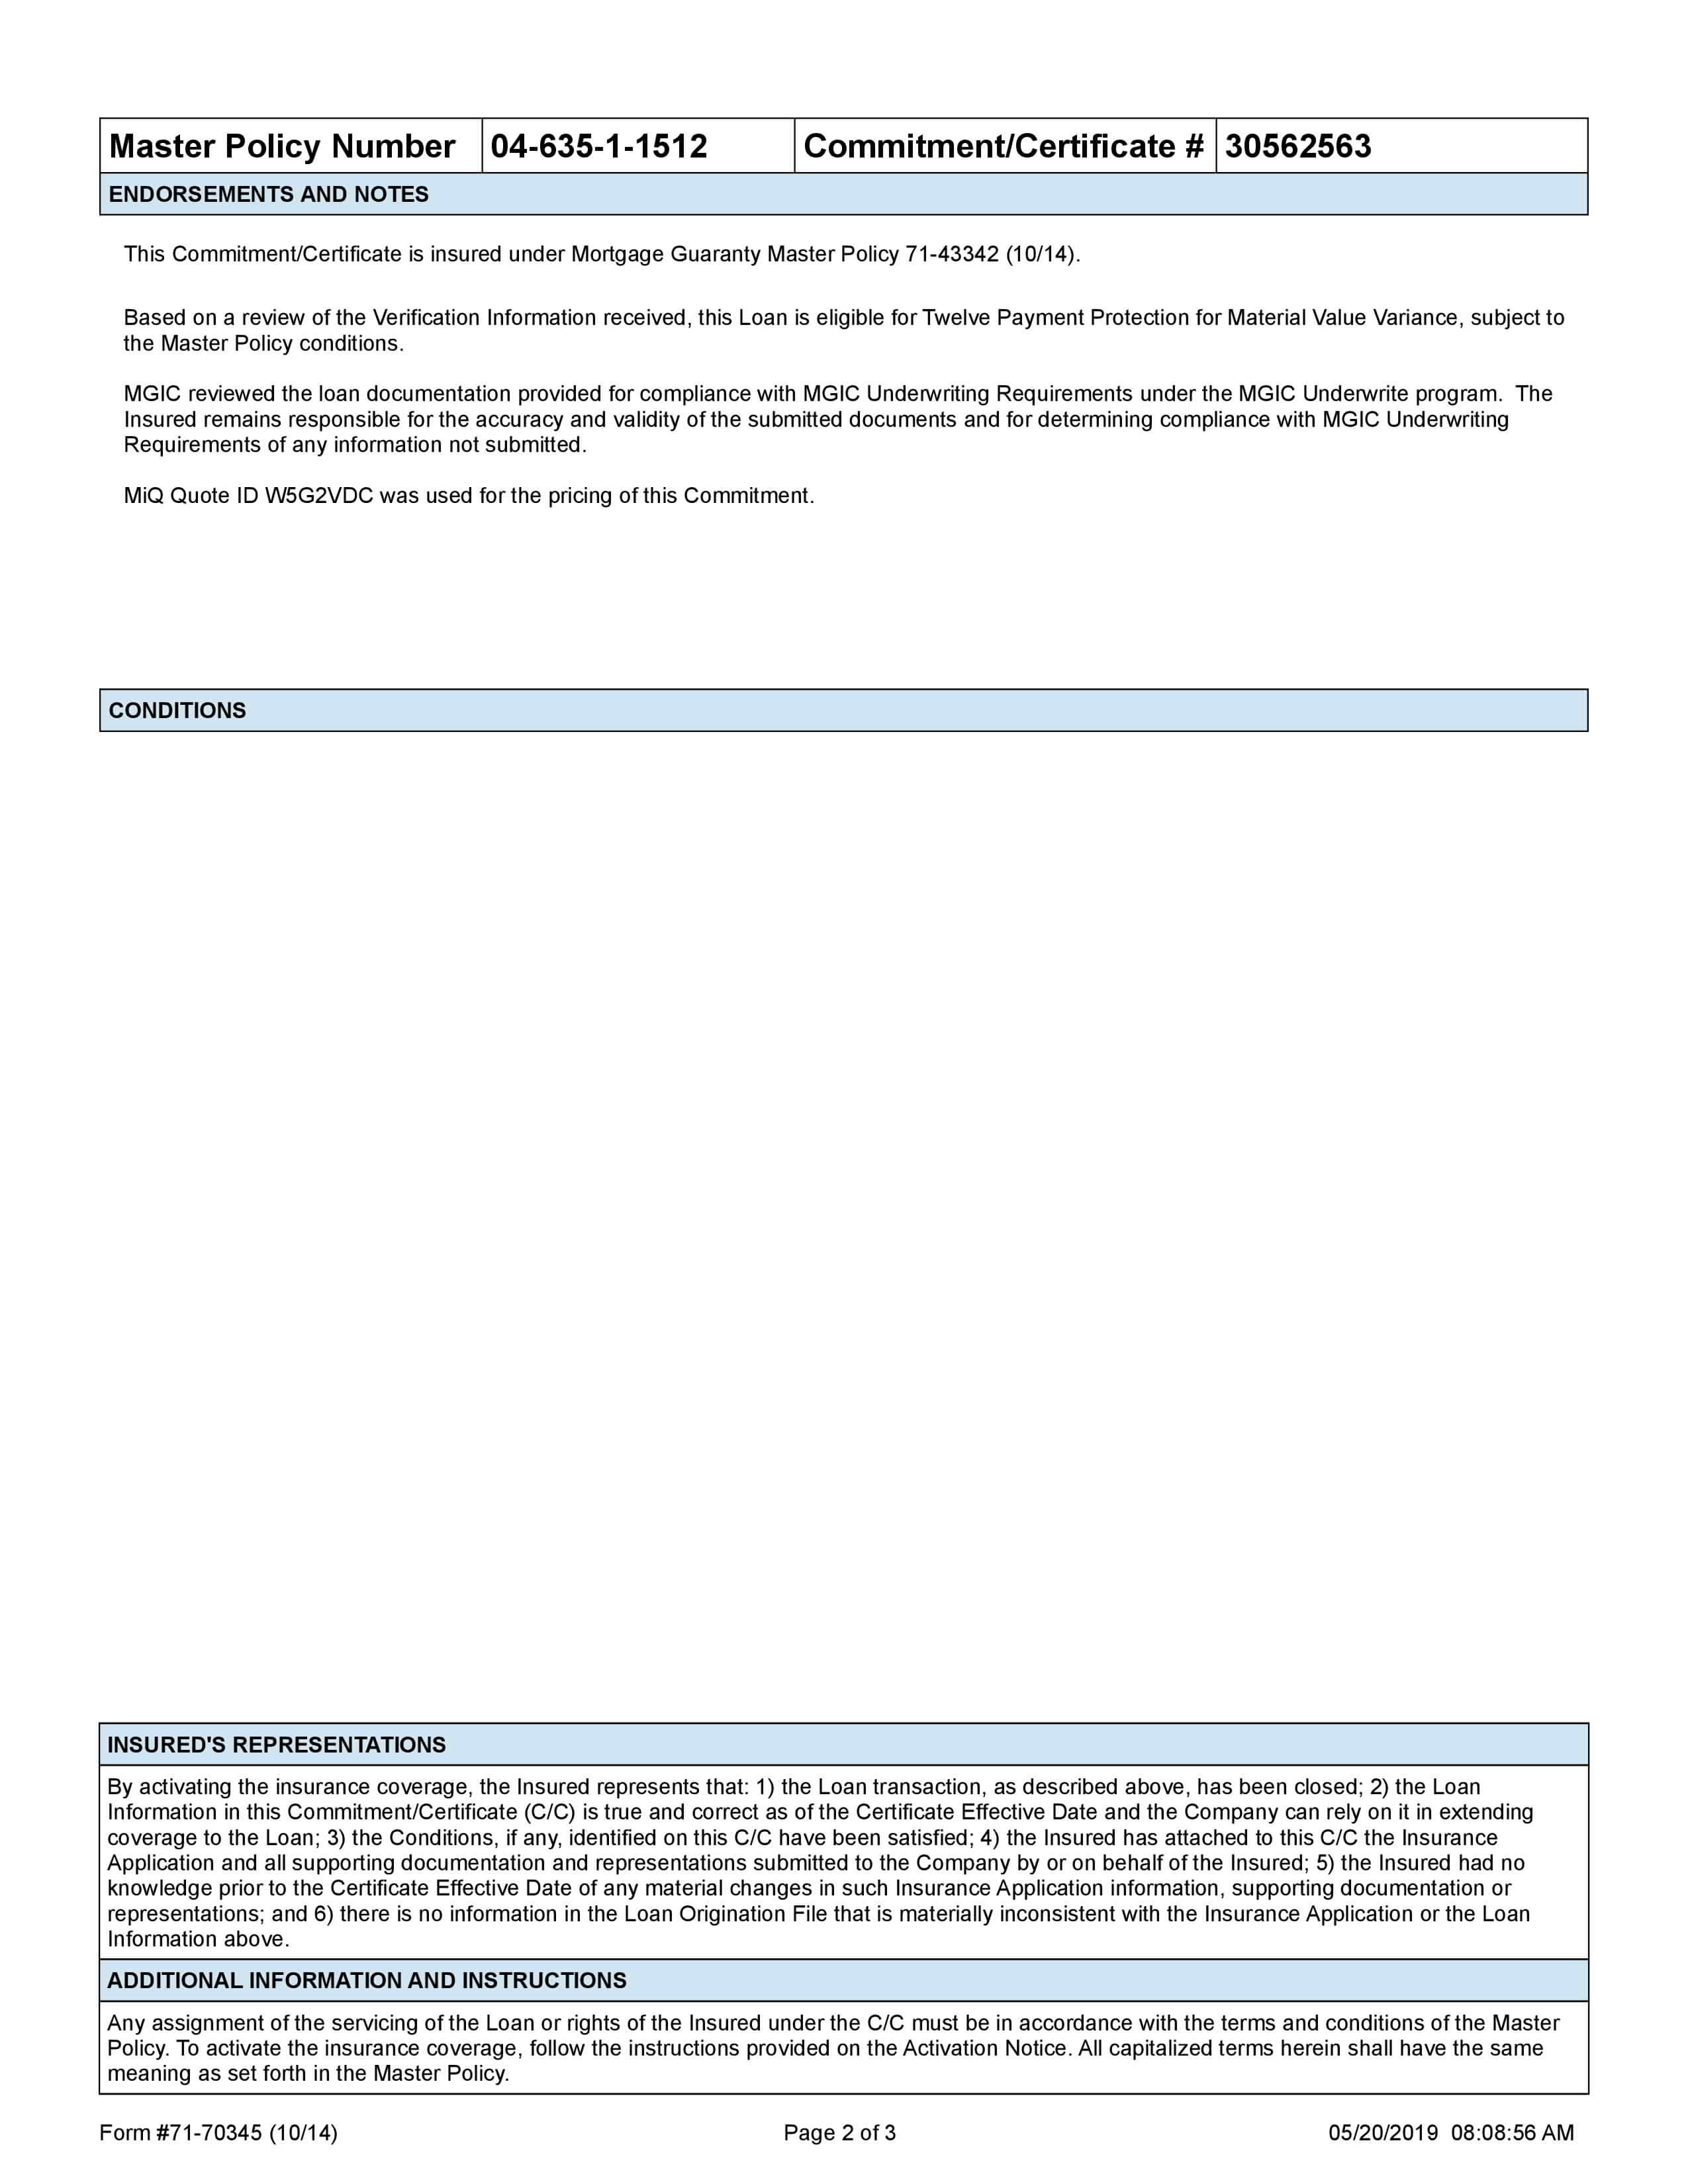 Master Policy Number 04-635-1-1512 Commitment/Certificate # 30562563
ENDORSEMENTS AND NOTES
This Commitment/Certificate is insured under Mortgage Guaranty Master Policy 71-43342 (10/14).
Based on a review of the Verification Information received, this Loan is eligible for Twelve Payment Protection for Material Value Variance, subject to
the Master Policy conditions.
MGIC reviewed the loan documentation provided for compliance with MGIC Underwriting Requirements under the MGIC Underwrite program.  The
Insured remains responsible for the accuracy and validity of the submitted documents and for determining compliance with MGIC Underwriting
Requirements of any information not submitted.
MiQ Quote ID W5G2VDC was used for the pricing of this Commitment.
CONDITIONS
INSURED'S REPRESENTATIONS
By activating the insurance coverage, the Insured represents that: 1) the Loan transaction, as described above, has been closed; 2) the Loan
Information in this Commitment/Certificate (C/C) is true and correct as of the Certificate Effective Date and the Company can rely on it in extending
coverage to the Loan; 3) the Conditions, if any, identified on this C/C have been satisfied; 4) the Insured has attached to this C/C the Insurance
Application and all supporting documentation and representations submitted to the Company by or on behalf of the Insured; 5) the Insured had no
knowledge prior to the Certificate Effective Date of any material changes in such Insurance Application information, supporting documentation or
representations; and 6) there is no information in the Loan Origination File that is materially inconsistent with the Insurance Application or the Loan
Information above.
ADDITIONAL INFORMATION AND INSTRUCTIONS
Any assignment of the servicing of the Loan or rights of the Insured under the C/C must be in accordance with the terms and conditions of the Master
Policy. To activate the insurance coverage, follow the instructions provided on the Activation Notice. All capitalized terms herein shall have the same
meaning as set forth in the Master Policy.
Form #71-70345 (10/14) Page 2 of 3 05/20/2019  08:08:56 AM